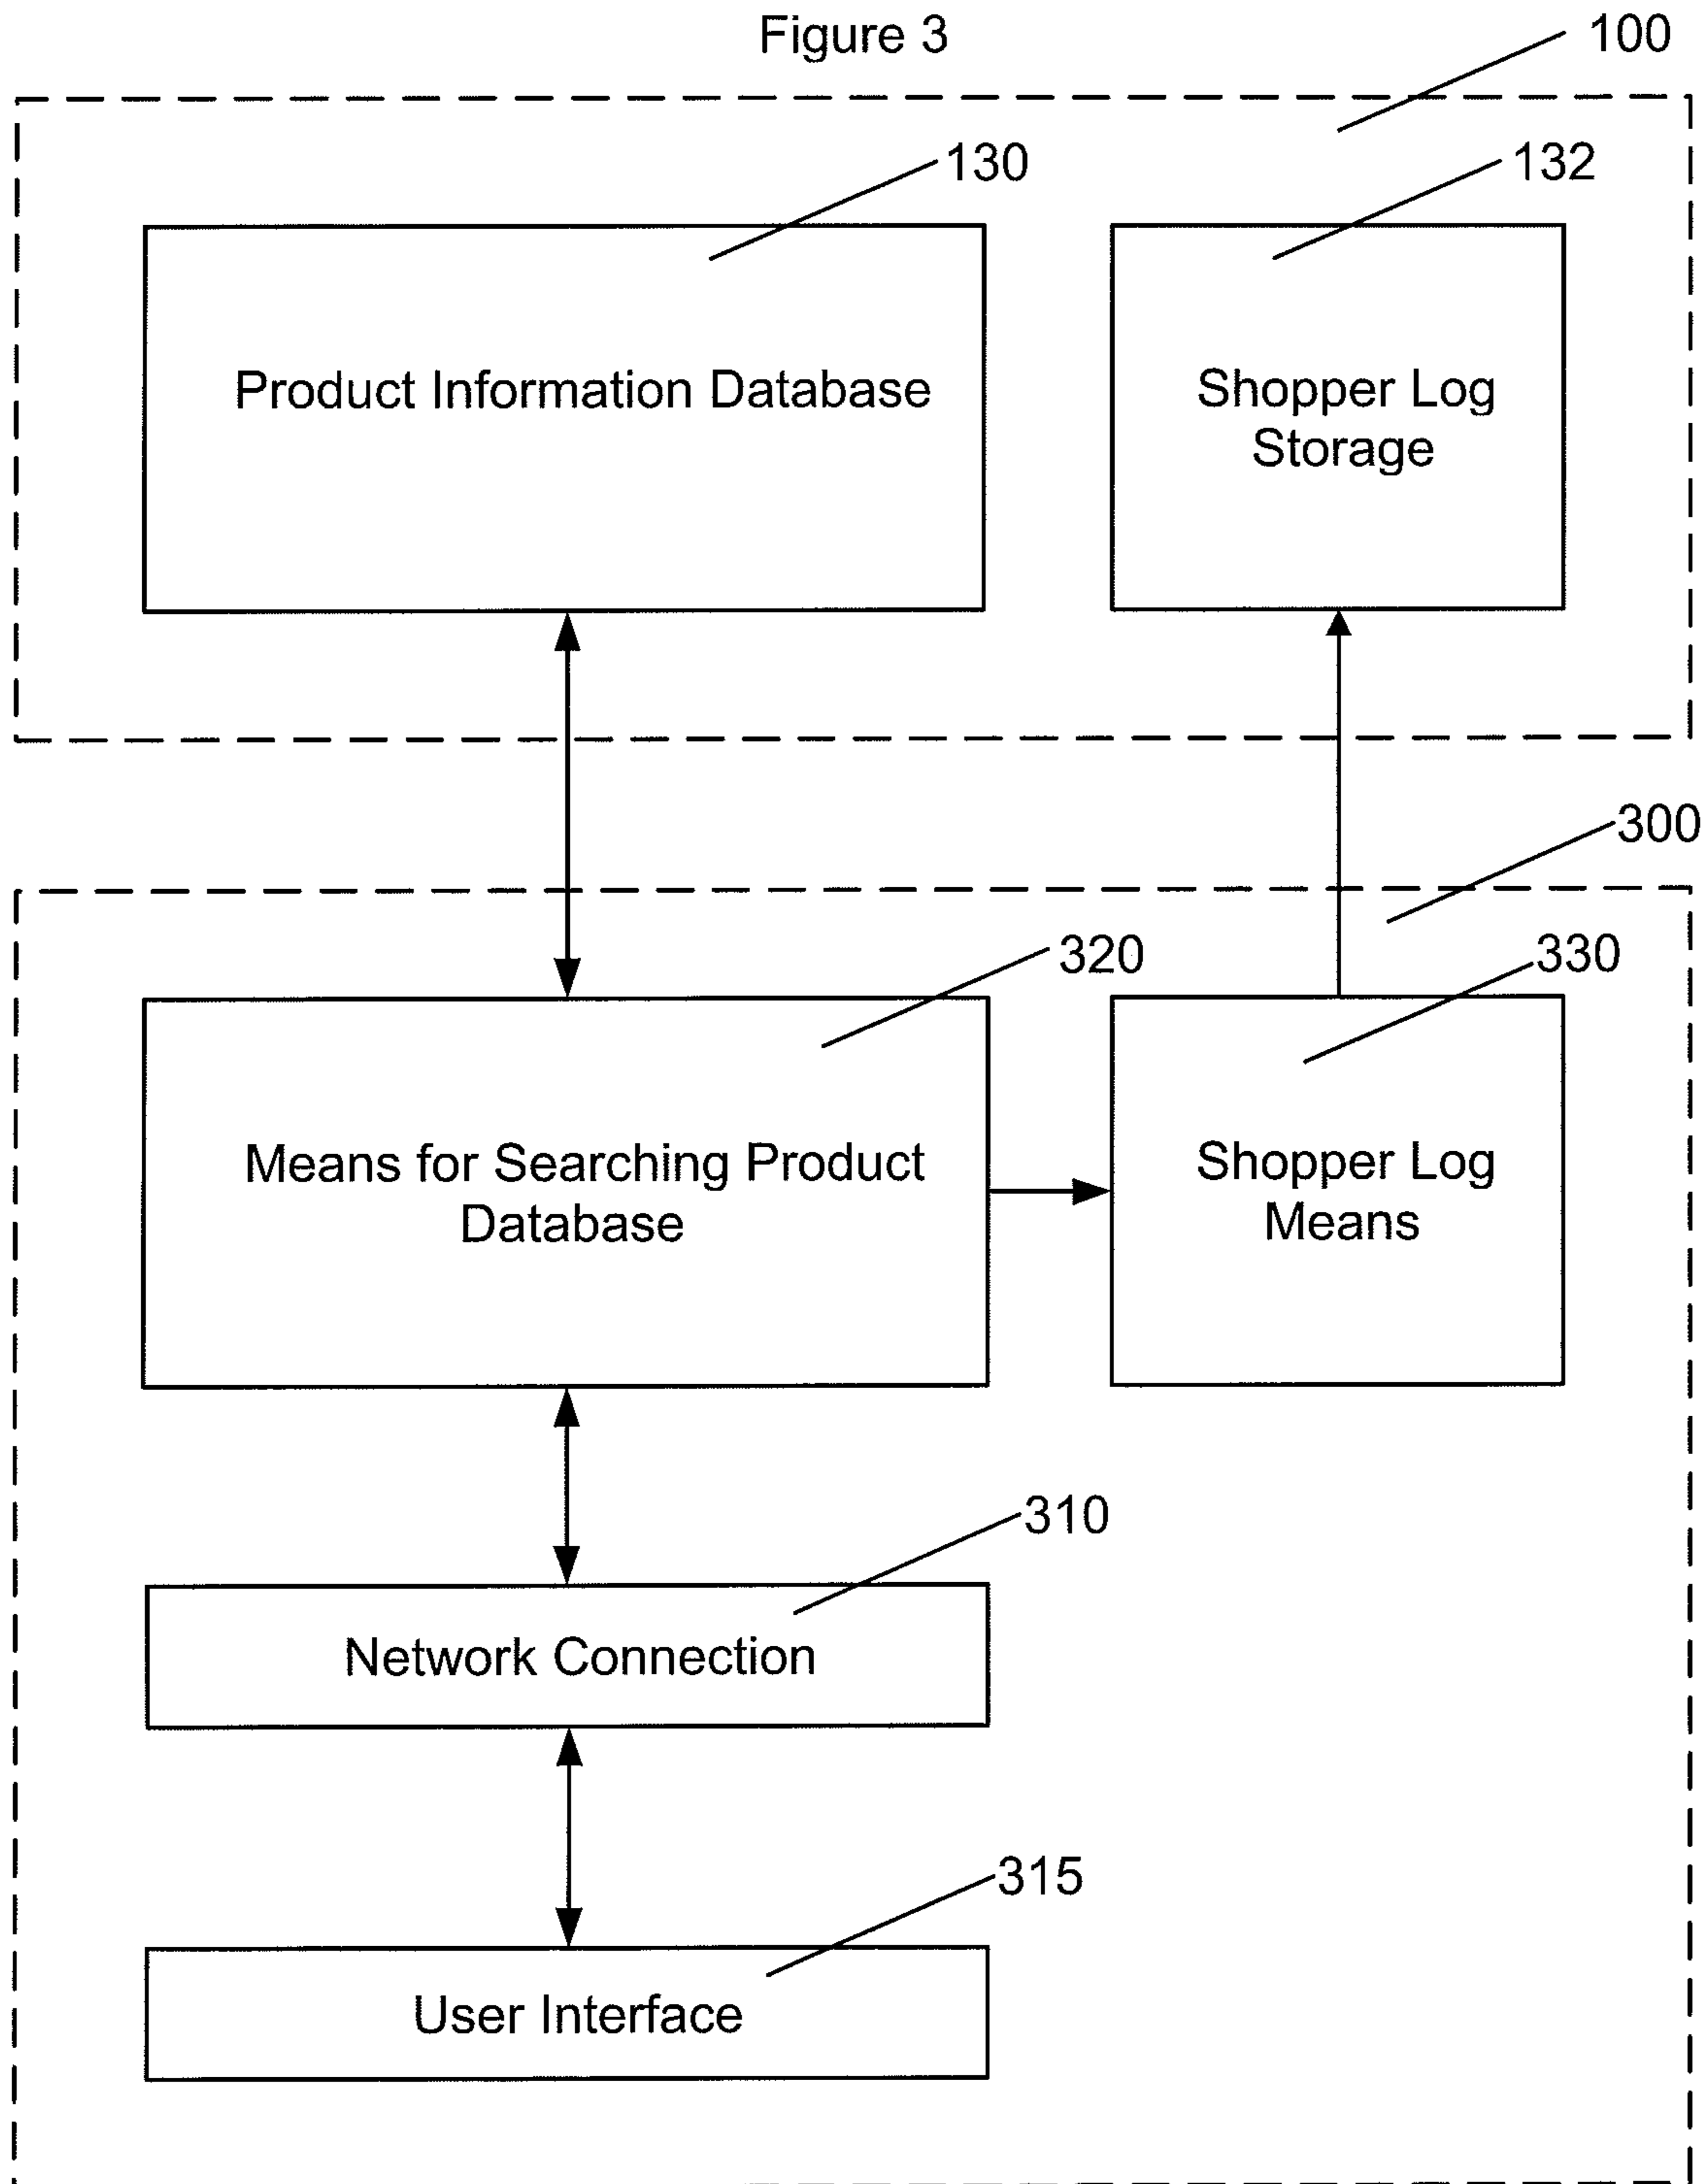 Figure 3
100
130
132
Product Information Database
Shopper Log
Storage
300
320
330
Means for Searching Product
Database
Shopper Log
Means
310
Network Connection
315
User Interface